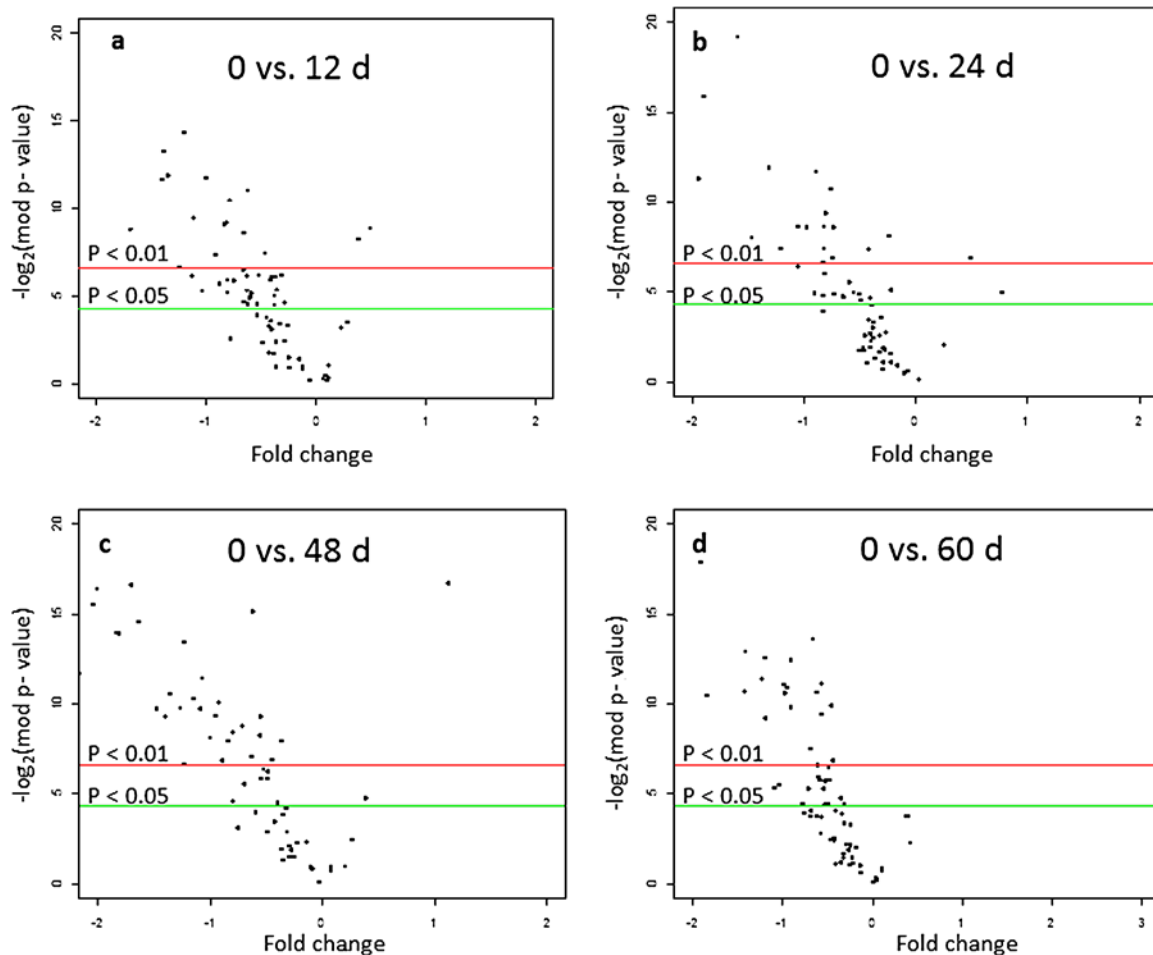 a
0 vs. 12 d
-log2(mod p- value)
20
15
10
5
0
P < 0.01
P < 0.05
-2 -1 0 1 2
Fold change
b
0 vs. 24 d
-log2(mod p- value)
20
15
10
5
0
P < 0.01
P < 0.05
-2 -1 0 1 2
Fold change
c
0 vs. 48 d
-log2(mod p- value)
20
15
10
5
0
P < 0.01
P < 0.05
-2 -1 0 1 2
Fold change
d
0 vs. 60 d
-log2(mod p- value)
20
15
10
5
0
P < 0.01
P < 0.05
-2 -1 0 1 2 3
Fold change